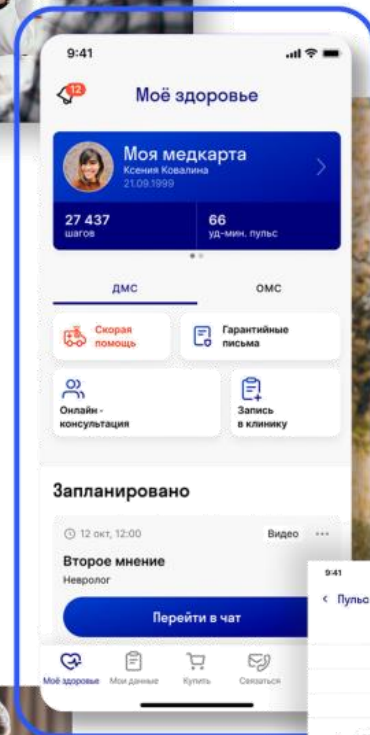 9:41
12
Моё здоровье
Моя медкарта
Ксения Ковалина
21.09.1999
27 437
шагов
66
уд-мин. пульс
ДМС
ОМС
Скорая
помощь
Гарантийные
письма
Онлайн -
консультация
Запись
в клинику
Запланировано
12 окт, 12:00
Видео
Второе мнение
Невролог
Перейти в чат
Моё здоровье
Мои данные
Купить
Связаться
9:41
Пульс